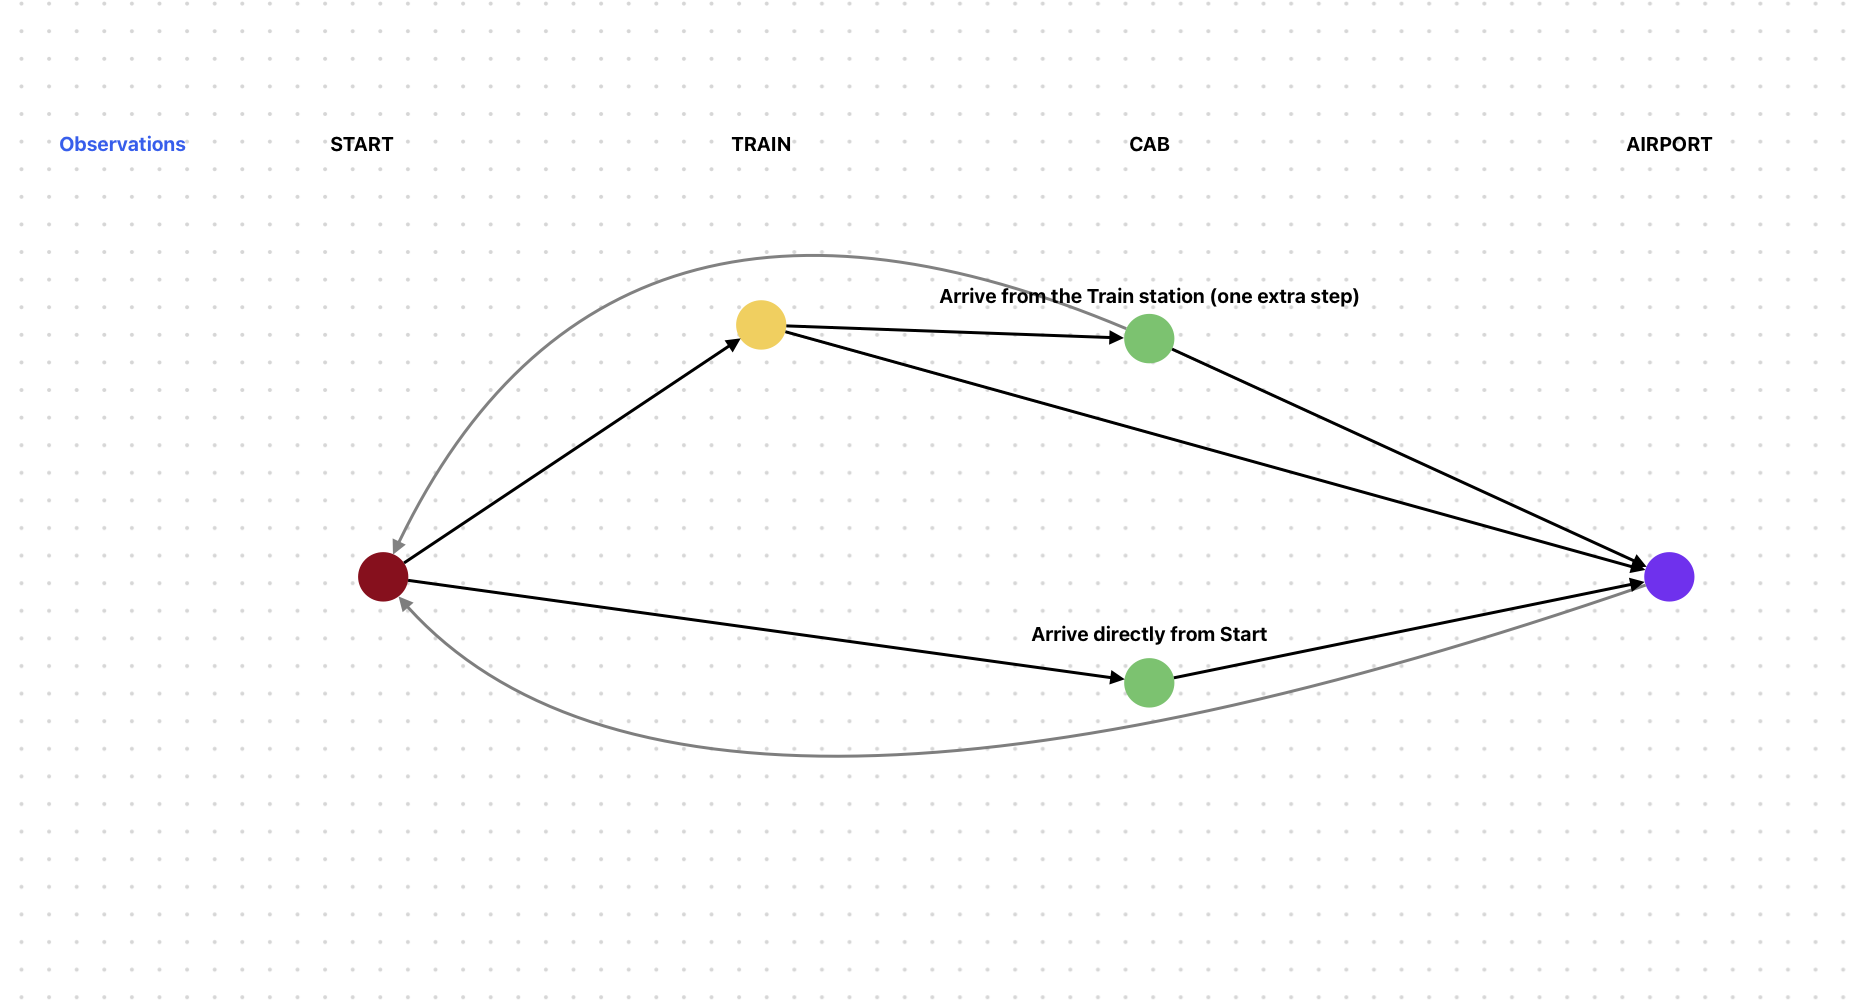 Observations
START
TRAIN
CAB
AIRPORT
Arrive from the Train station (one extra step)
Arrive directly from Start